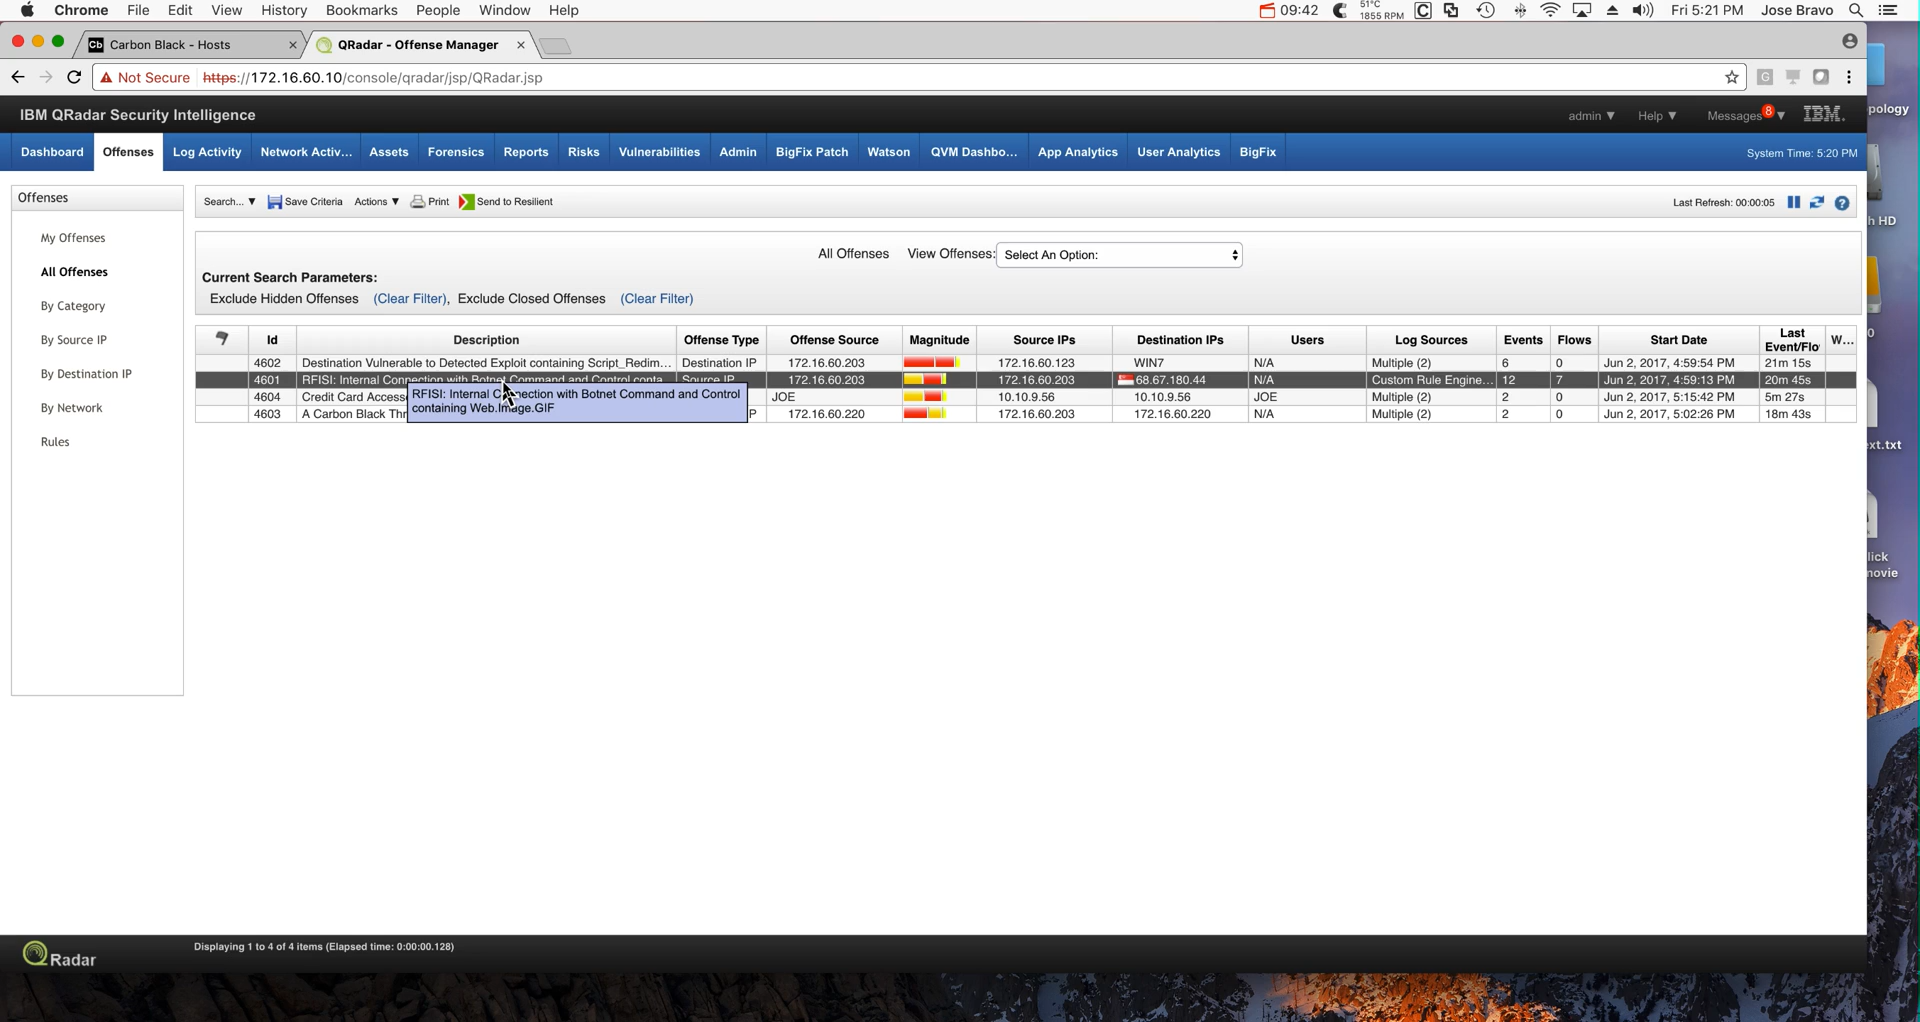 Chrome File Edit View History Bookmarks People Window Help 09:42 51°C 1855 RPM Fri 5:21 PM Jose Bravo
Cb Carbon Black - Hosts QRadar - Offense Manager
Not Secure https://172.16.60.10/console/qradar/jsp/QRadar.jsp
pology
IBM QRadar Security Intelligence admin ▼ Help ▼ Messages 8 ▼ IBM.
Dashboard Offenses Log Activity Network Activ... Assets Forensics Reports Risks Vulnerabilities Admin BigFix Patch Watson QVM Dashbo... App Analytics User Analytics BigFix System Time: 5:20 PM
Offenses
Search... ▼ Save Criteria Actions ▼ Print Send to Resilient Last Refresh: 00:00:05
h HD
My Offenses
All Offenses
By Category
By Source IP
By Destination IP
By Network
Rules
All Offenses View Offenses: Select An Option:
Current Search Parameters:
Exclude Hidden Offenses (Clear Filter), Exclude Closed Offenses (Clear Filter)
Id Description Offense Type Offense Source Magnitude Source IPs Destination IPs Users Log Sources Events Flows Start Date Last Event/Flo W...
4602 Destination Vulnerable to Detected Exploit containing Script_Redim... Destination IP 172.16.60.203 172.16.60.123 WIN7 N/A Multiple (2) 6 0 Jun 2, 2017, 4:59:54 PM 21m 15s
4601 RFISI: Internal Connection with Botnet Command and Control conta... Source IP 172.16.60.203 172.16.60.203 68.67.180.44 N/A Custom Rule Engine... 12 7 Jun 2, 2017, 4:59:13 PM 20m 45s
4604 Credit Card Access JOE 10.10.9.56 10.10.9.56 JOE Multiple (2) 2 0 Jun 2, 2017, 5:15:42 PM 5m 27s
4603 A Carbon Black Thr P 172.16.60.220 172.16.60.203 172.16.60.220 N/A Multiple (2) 2 0 Jun 2, 2017, 5:02:26 PM 18m 43s
RFISI: Internal Connection with Botnet Command and Control
containing Web.Image.GIF
0
ext.txt
lick
movie
QRadar Displaying 1 to 4 of 4 items (Elapsed time: 0:00:00.128)